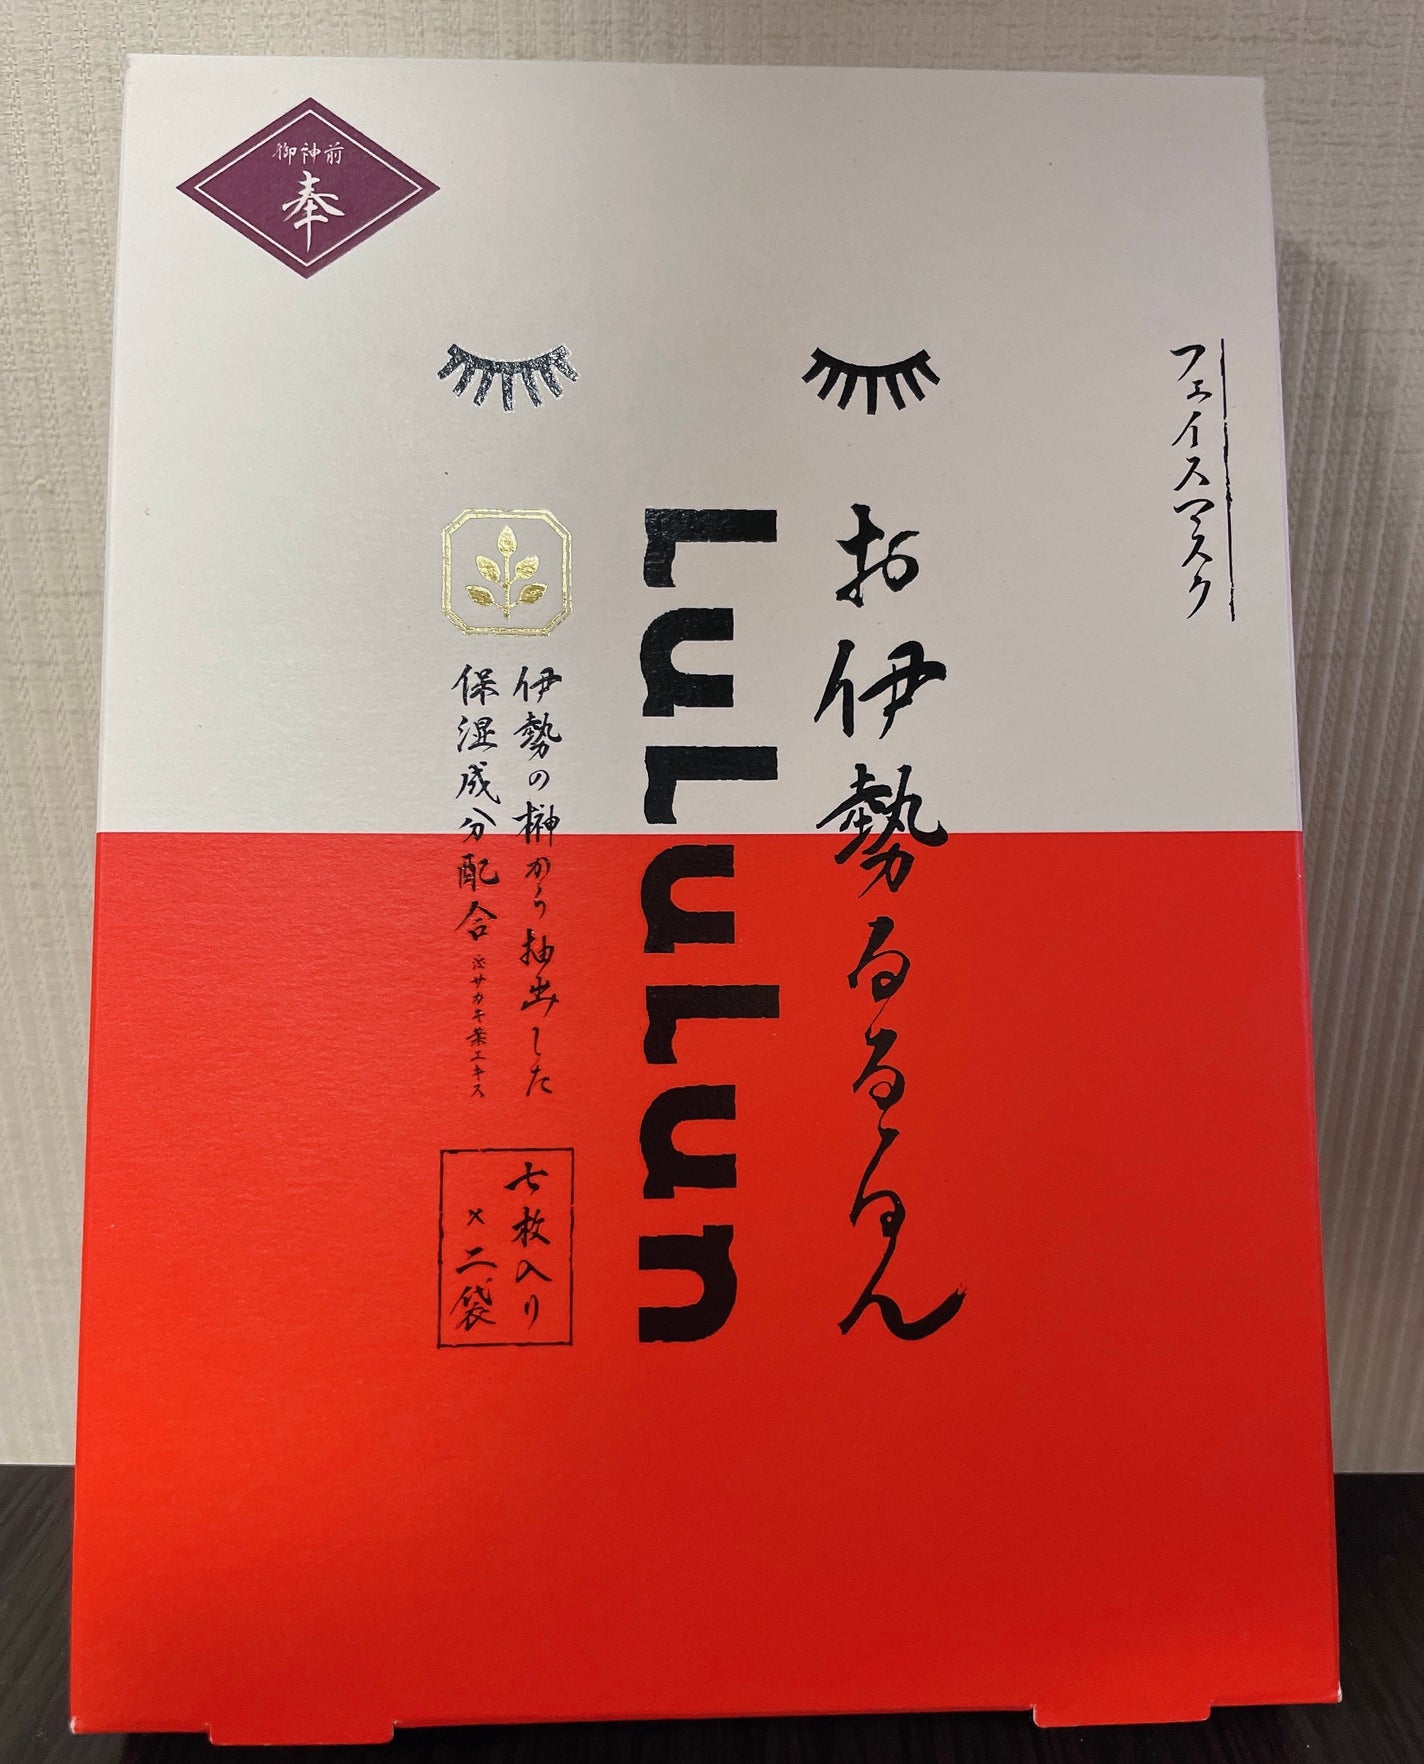 御神前
奉
フェイスマスク
お伊勢るるるん
LuLuLun
伊勢の榊から抽出した
保湿成分配合 ※サカキ葉エキス
七枚入り
×二袋